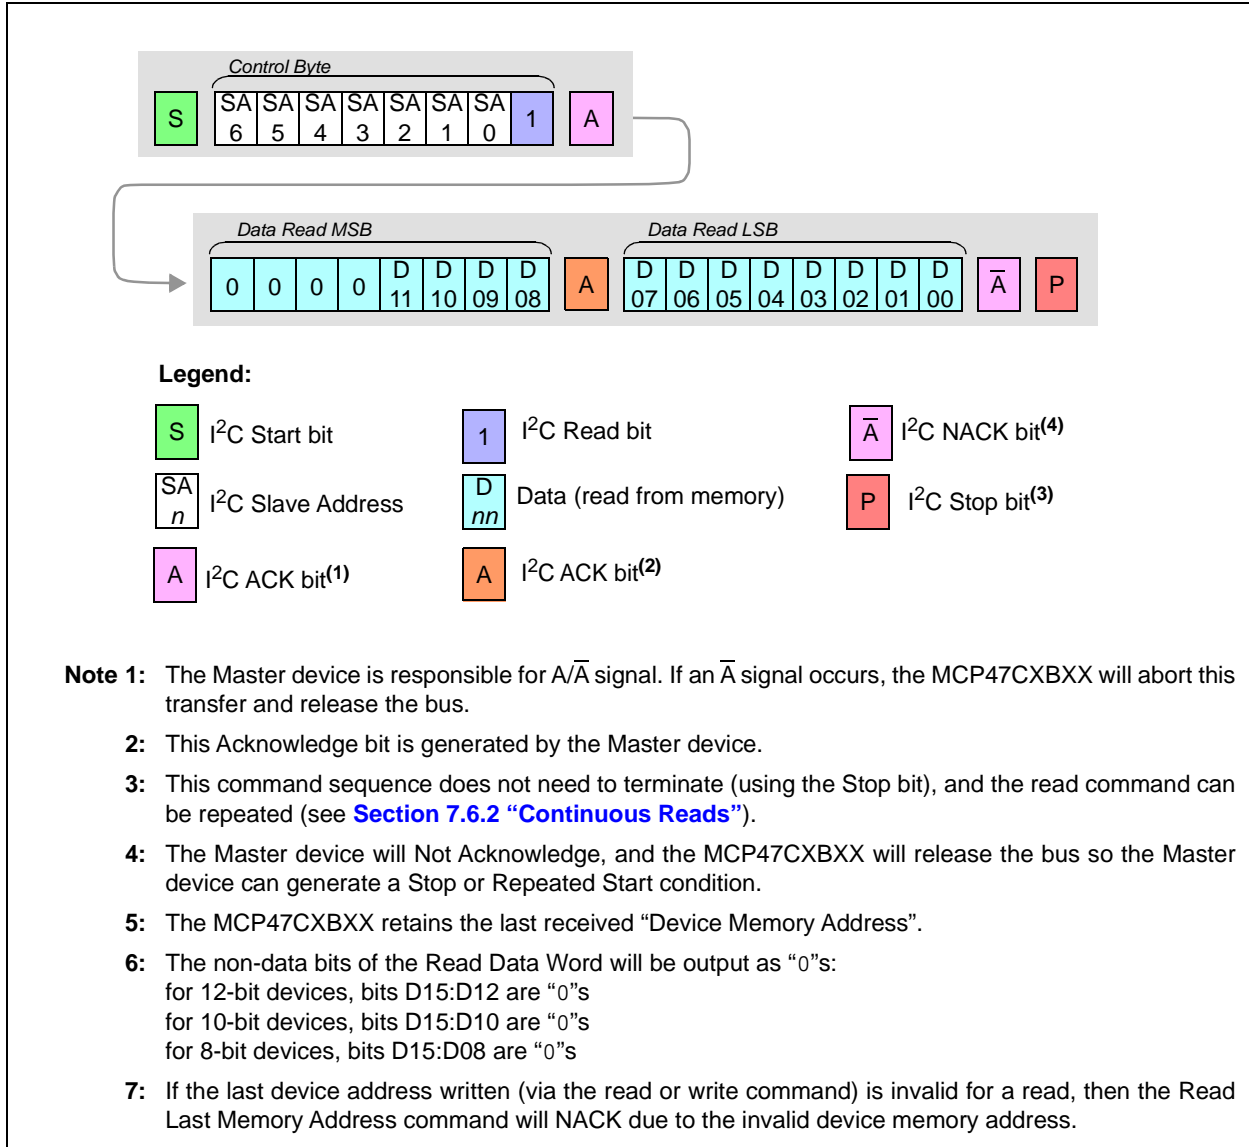 Control Byte
S SA 6 SA 5 SA 4 SA 3 SA 2 SA 1 SA 0 1 A
Data Read MSB Data Read LSB
0 0 0 0 D 11 D 10 D 09 D 08 A D 07 D 06 D 05 D 04 D 03 D 02 D 01 D 00 A̅ P
Legend:
S I²C Start bit 1 I²C Read bit A̅ I²C NACK bit(4)
SA n I²C Slave Address D nn Data (read from memory) P I²C Stop bit(3)
A I²C ACK bit(1) A I²C ACK bit(2)
Note 1: The Master device is responsible for A/A̅ signal. If an A̅ signal occurs, the MCP47CXBXX will abort this
transfer and release the bus.
2: This Acknowledge bit is generated by the Master device.
3: This command sequence does not need to terminate (using the Stop bit), and the read command can
be repeated (see Section 7.6.2 “Continuous Reads”).
4: The Master device will Not Acknowledge, and the MCP47CXBXX will release the bus so the Master
device can generate a Stop or Repeated Start condition.
5: The MCP47CXBXX retains the last received “Device Memory Address”.
6: The non-data bits of the Read Data Word will be output as “0”s:
for 12-bit devices, bits D15:D12 are “0”s
for 10-bit devices, bits D15:D10 are “0”s
for 8-bit devices, bits D15:D08 are “0”s
7: If the last device address written (via the read or write command) is invalid for a read, then the Read
Last Memory Address command will NACK due to the invalid device memory address.